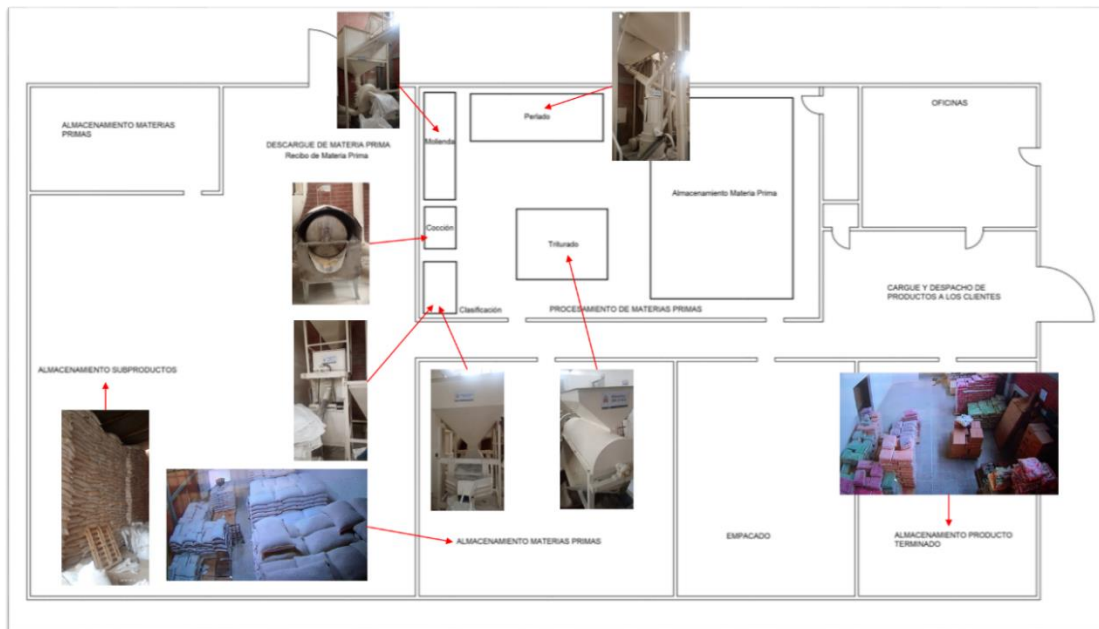 OFICINAS
Perlado
ALMACENAMIENTO MATERIAS
PRIMAS
Molienda
DESCARGUE DE MATERIA PRIMA
Recibo de Materia Prima
Almacenamiento Materia Prima
Cocción
Triturado
CARGUE Y DESPACHO DE
PRODUCTOS A LOS CLIENTES
Clasificación
PROCESAMIENTO DE MATERIAS PRIMAS
ALMACENAMIENTO SUBPRODUCTOS
ALMACENAMIENTO MATERIAS PRIMAS
EMPACADO
ALMACENAMIENTO PRODUCTO
TERMINADO